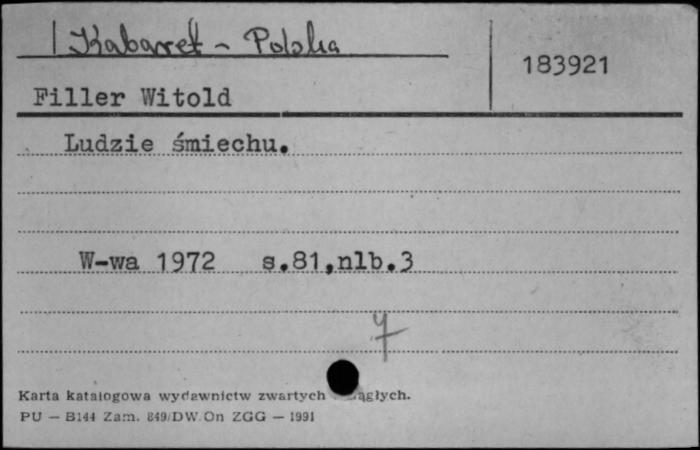 Kabaret - Polska
183921
Filler Witold
Ludzie śmiechu.
W-wa 1972 s.81,nlb.3
Karta katalogowa wydawnictw zwartych
PU — B144 Zam. 849/DW/On ZGG — 1991